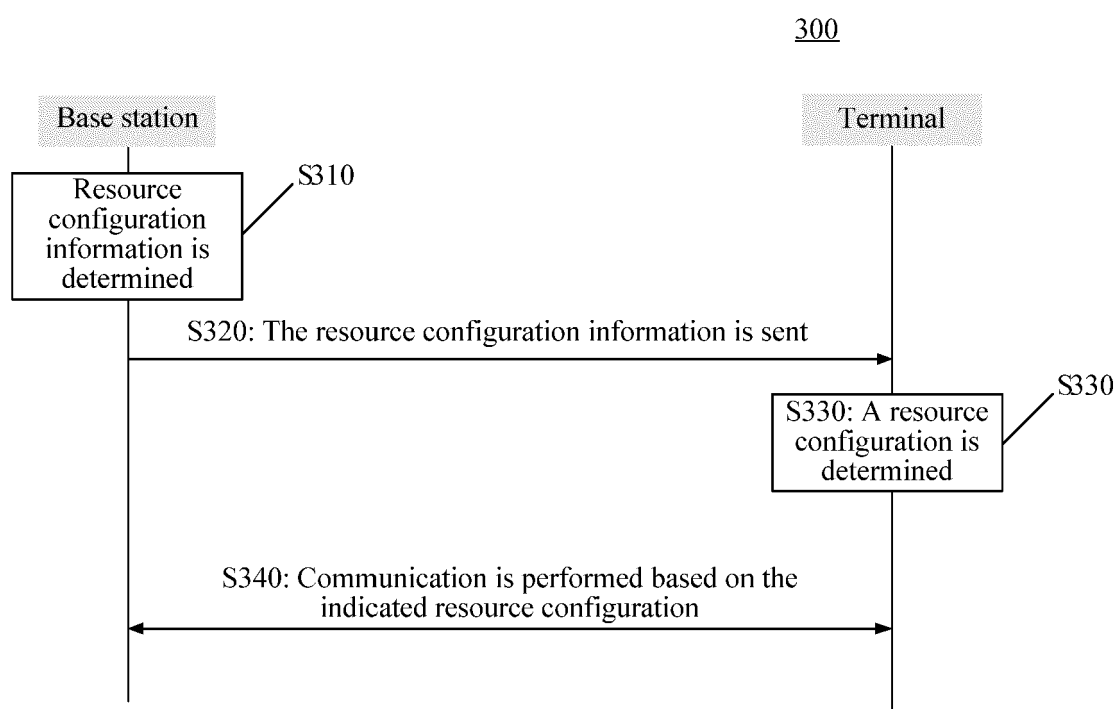 300
Base station
Terminal
Resource
configuration
information is
determined
S310
S320: The resource configuration information is sent
S330: A resource
configuration is
determined
S330
S340: Communication is performed based on the
indicated resource configuration